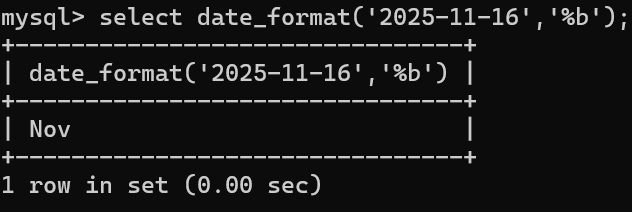 mysql> select date_format('2025-11-16','%b');
+--------------------------------+
| date_format('2025-11-16','%b') |
+--------------------------------+
| Nov                            |
+--------------------------------+
1 row in set (0.00 sec)